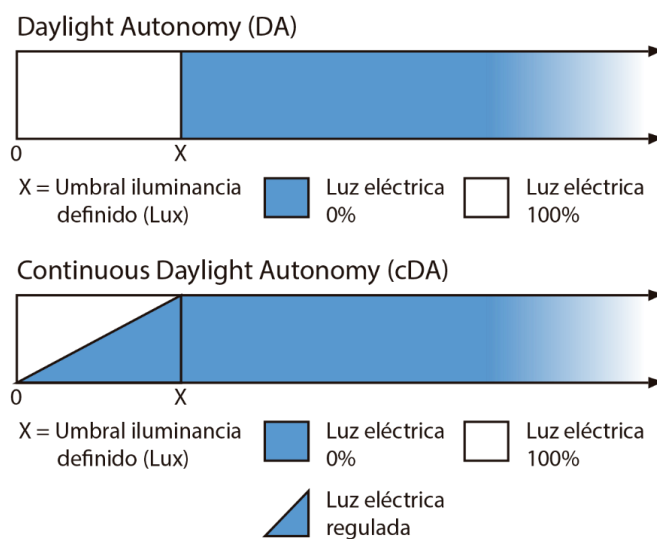 Daylight Autonomy (DA)
0 X
X = Umbral iluminancia definido (Lux)
Luz eléctrica 0%
Luz eléctrica 100%
Continuous Daylight Autonomy (cDA)
0 X
X = Umbral iluminancia definido (Lux)
Luz eléctrica 0%
Luz eléctrica 100%
Luz eléctrica regulada